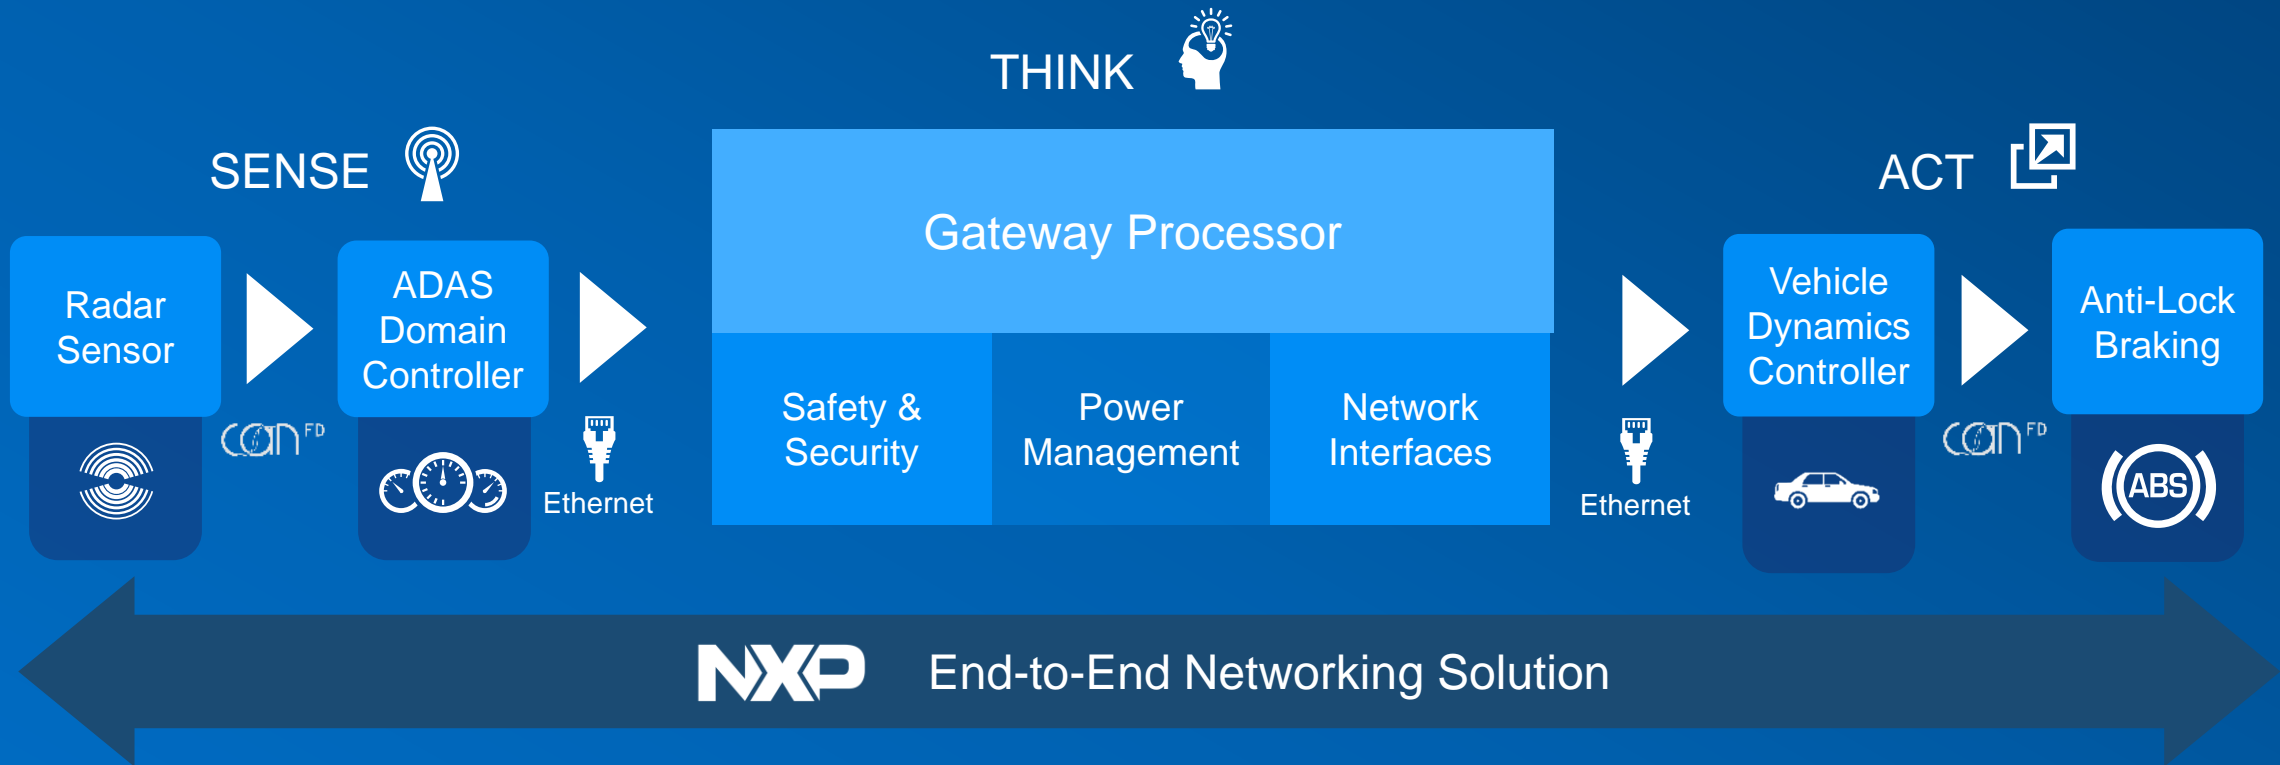 THINK
SENSE
ACT
Radar
Sensor
CAN FD
ADAS
Domain
Controller
Ethernet
Gateway Processor
Safety &
Security
Power
Management
Network
Interfaces
Ethernet
Vehicle
Dynamics
Controller
CAN FD
Anti-Lock
Braking
ABS
NXP End-to-End Networking Solution